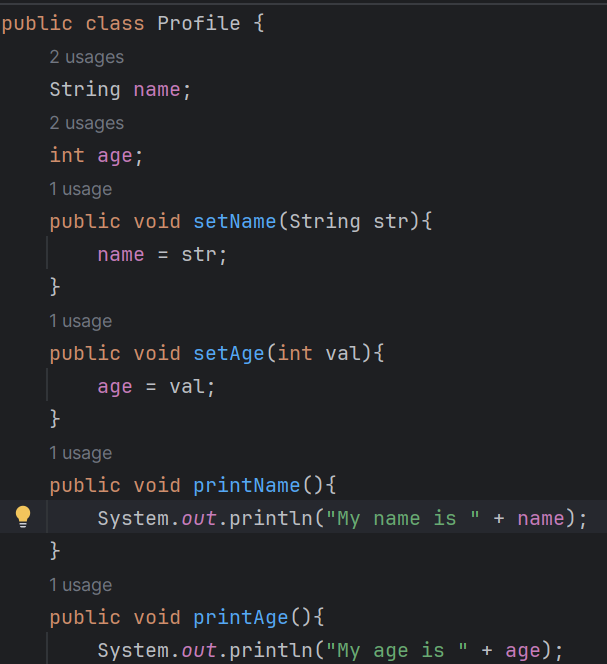 public class Profile {
2 usages
String name;
2 usages
int age;
1 usage
public void setName(String str){
name = str;
}
1 usage
public void setAge(int val){
age = val;
}
1 usage
public void printName(){
System.out.println("My name is " + name);
}
1 usage
public void printAge(){
System.out.println("My age is " + age);